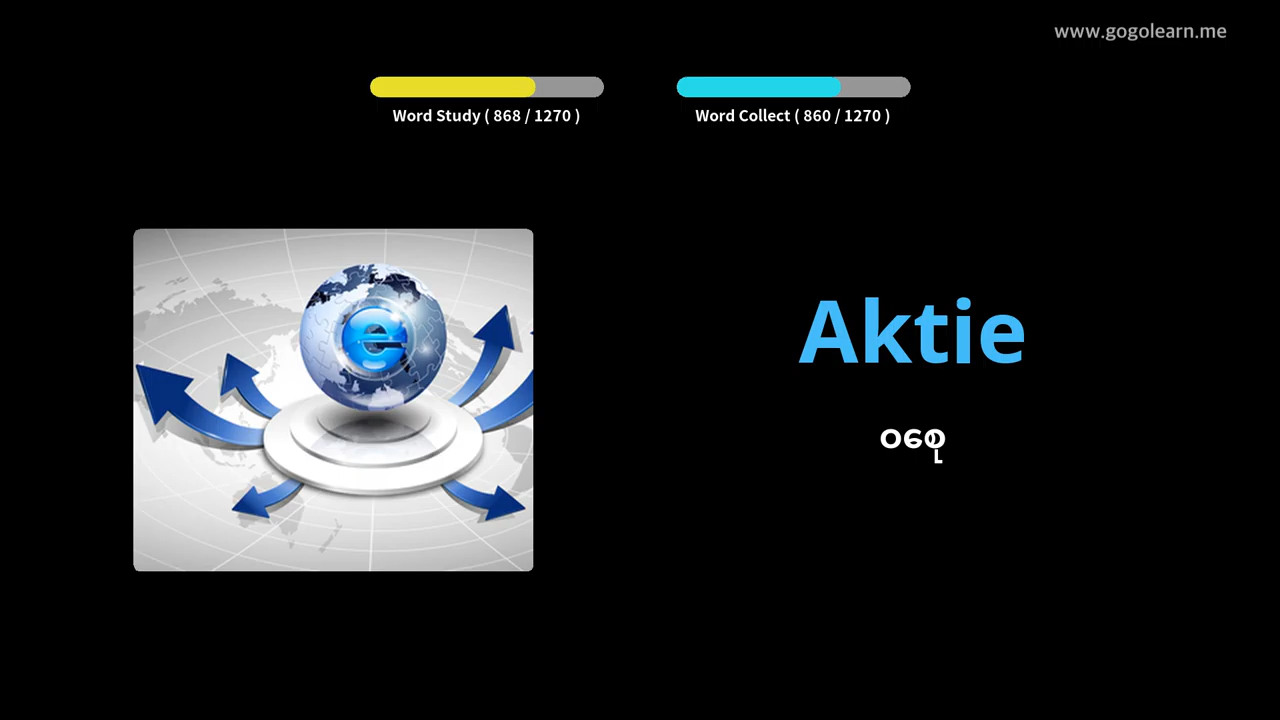 www.gogolearn.me
Word Study ( 868 / 1270 )
Word Collect ( 860 / 1270 )
e
Aktie
ဝေစု